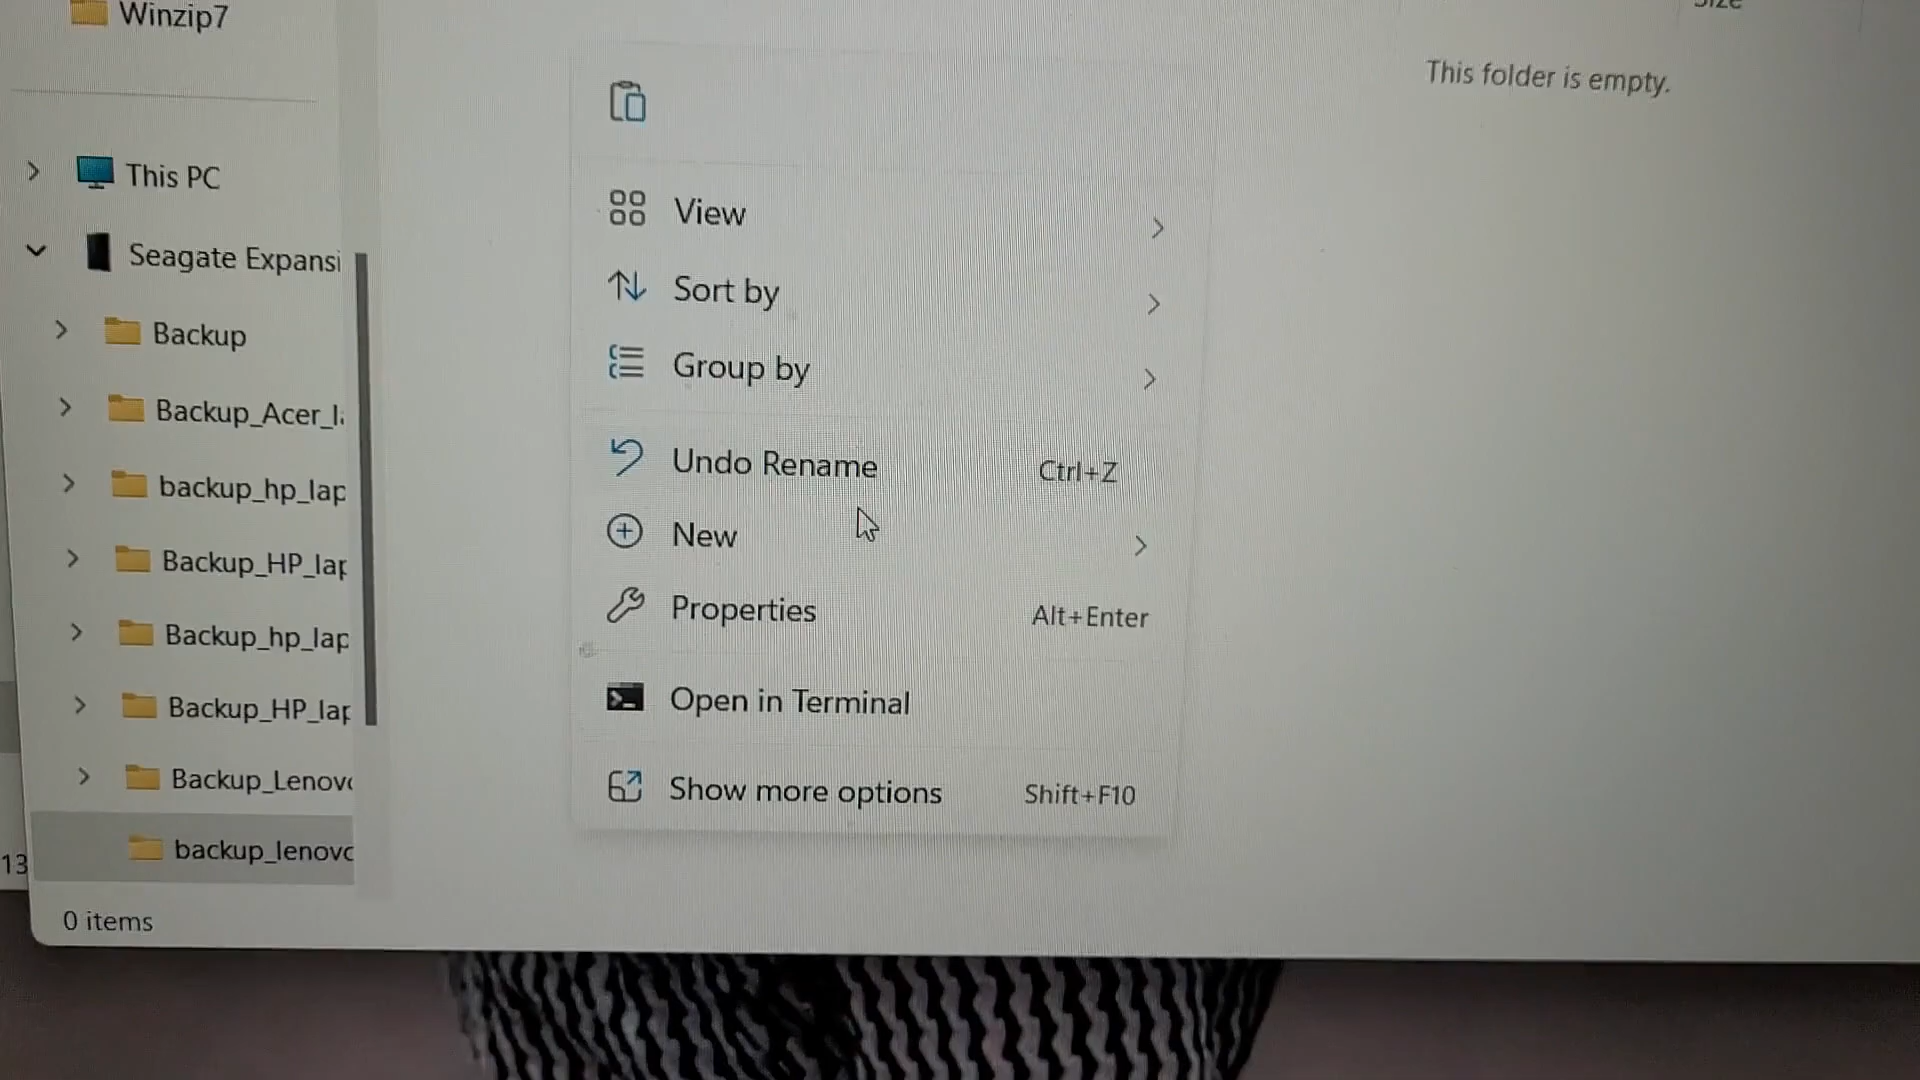 Winzip7
Size
This folder is empty.
This PC
Seagate Expansi
Backup
Backup_Acer_l
backup_hp_lap
Backup_HP_lap
Backup_hp_lap
Backup_HP_lap
Backup_Lenovo
backup_lenovo
13
0 items
View
Sort by
Group by
Undo Rename Ctrl+Z
New
Properties Alt+Enter
Open in Terminal
Show more options Shift+F10